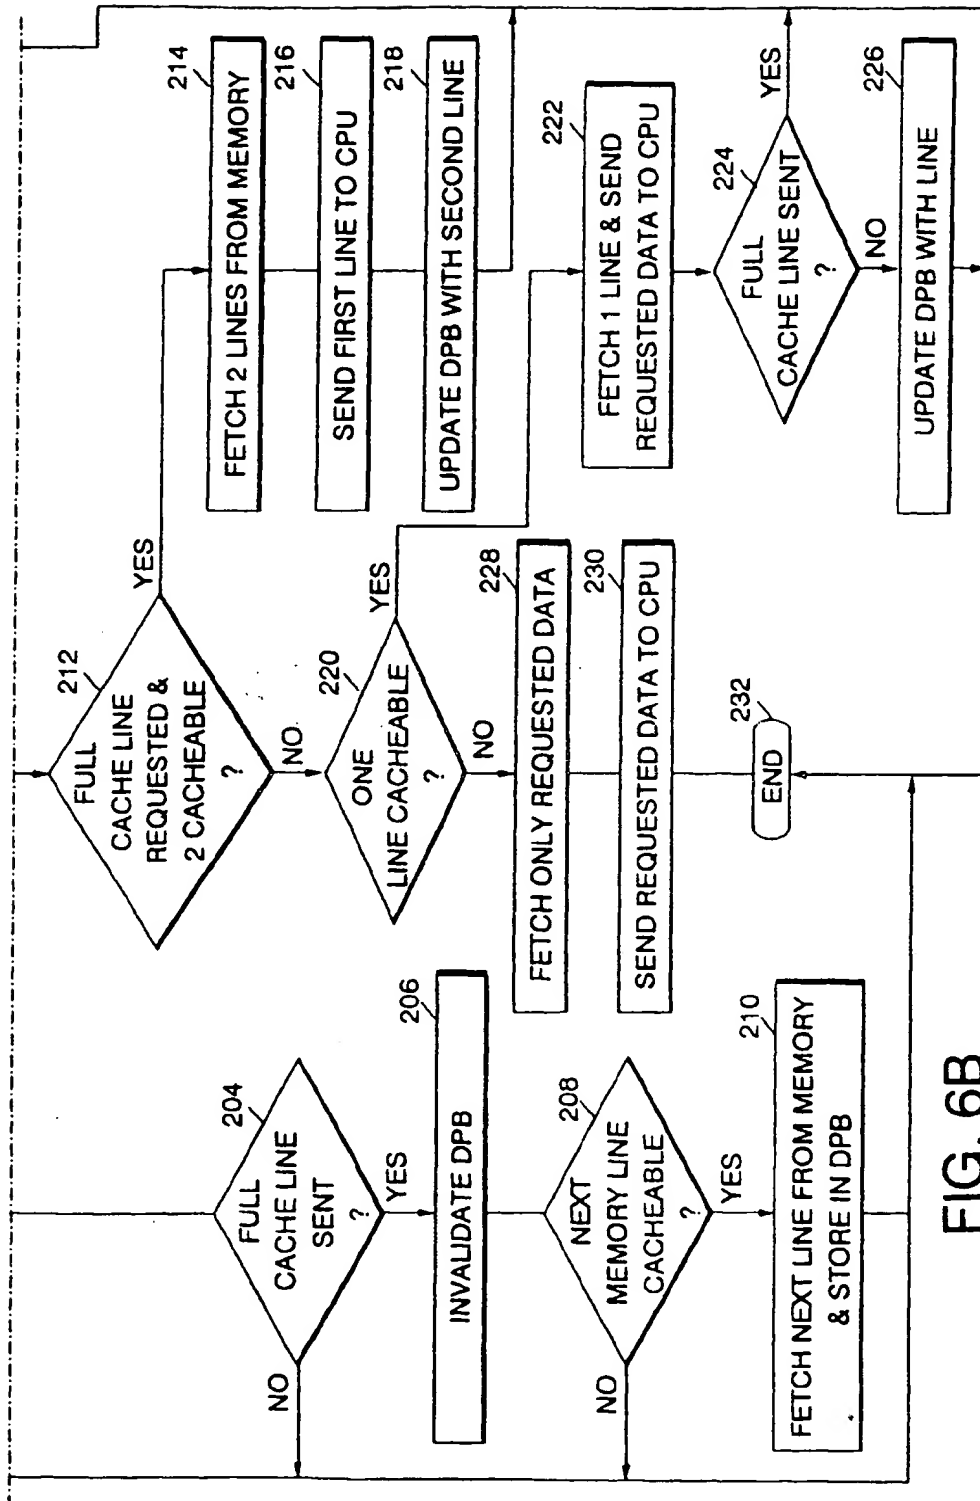 204
FULL
CACHE LINE
SENT
?
NO
YES
206
INVALIDATE DPB
208
NEXT
MEMORY LINE
CACHEABLE
?
NO
YES
210
FETCH NEXT LINE FROM MEMORY
& STORE IN DPB
212
FULL
CACHE LINE
REQUESTED &
2 CACHEABLE
?
YES
NO
220
ONE
LINE CACHEABLE
?
YES
NO
228
FETCH ONLY REQUESTED DATA
230
SEND REQUESTED DATA TO CPU
232
END
214
FETCH 2 LINES FROM MEMORY
216
SEND FIRST LINE TO CPU
218
UPDATE DPB WITH SECOND LINE
222
FETCH 1 LINE & SEND
REQUESTED DATA TO CPU
224
FULL
CACHE LINE SENT
?
YES
NO
226
UPDATE DPB WITH LINE
FIG. 6B